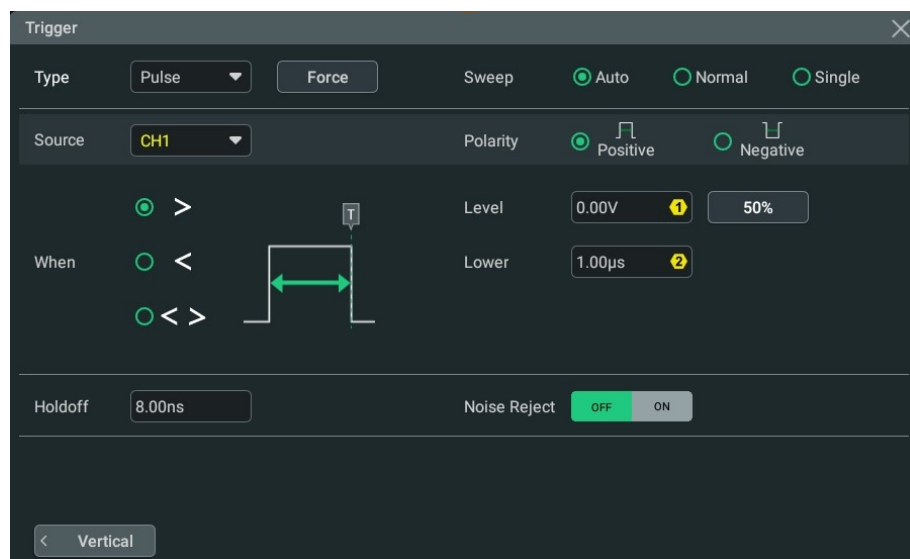 Trigger
Type Pulse Force Sweep Auto Normal Single
Source CH1 Polarity Positive Negative
> T Level 0.00V 1 50%
When < Lower 1.00µs 2
< >
Holdoff 8.00ns Noise Reject OFF ON
< Vertical